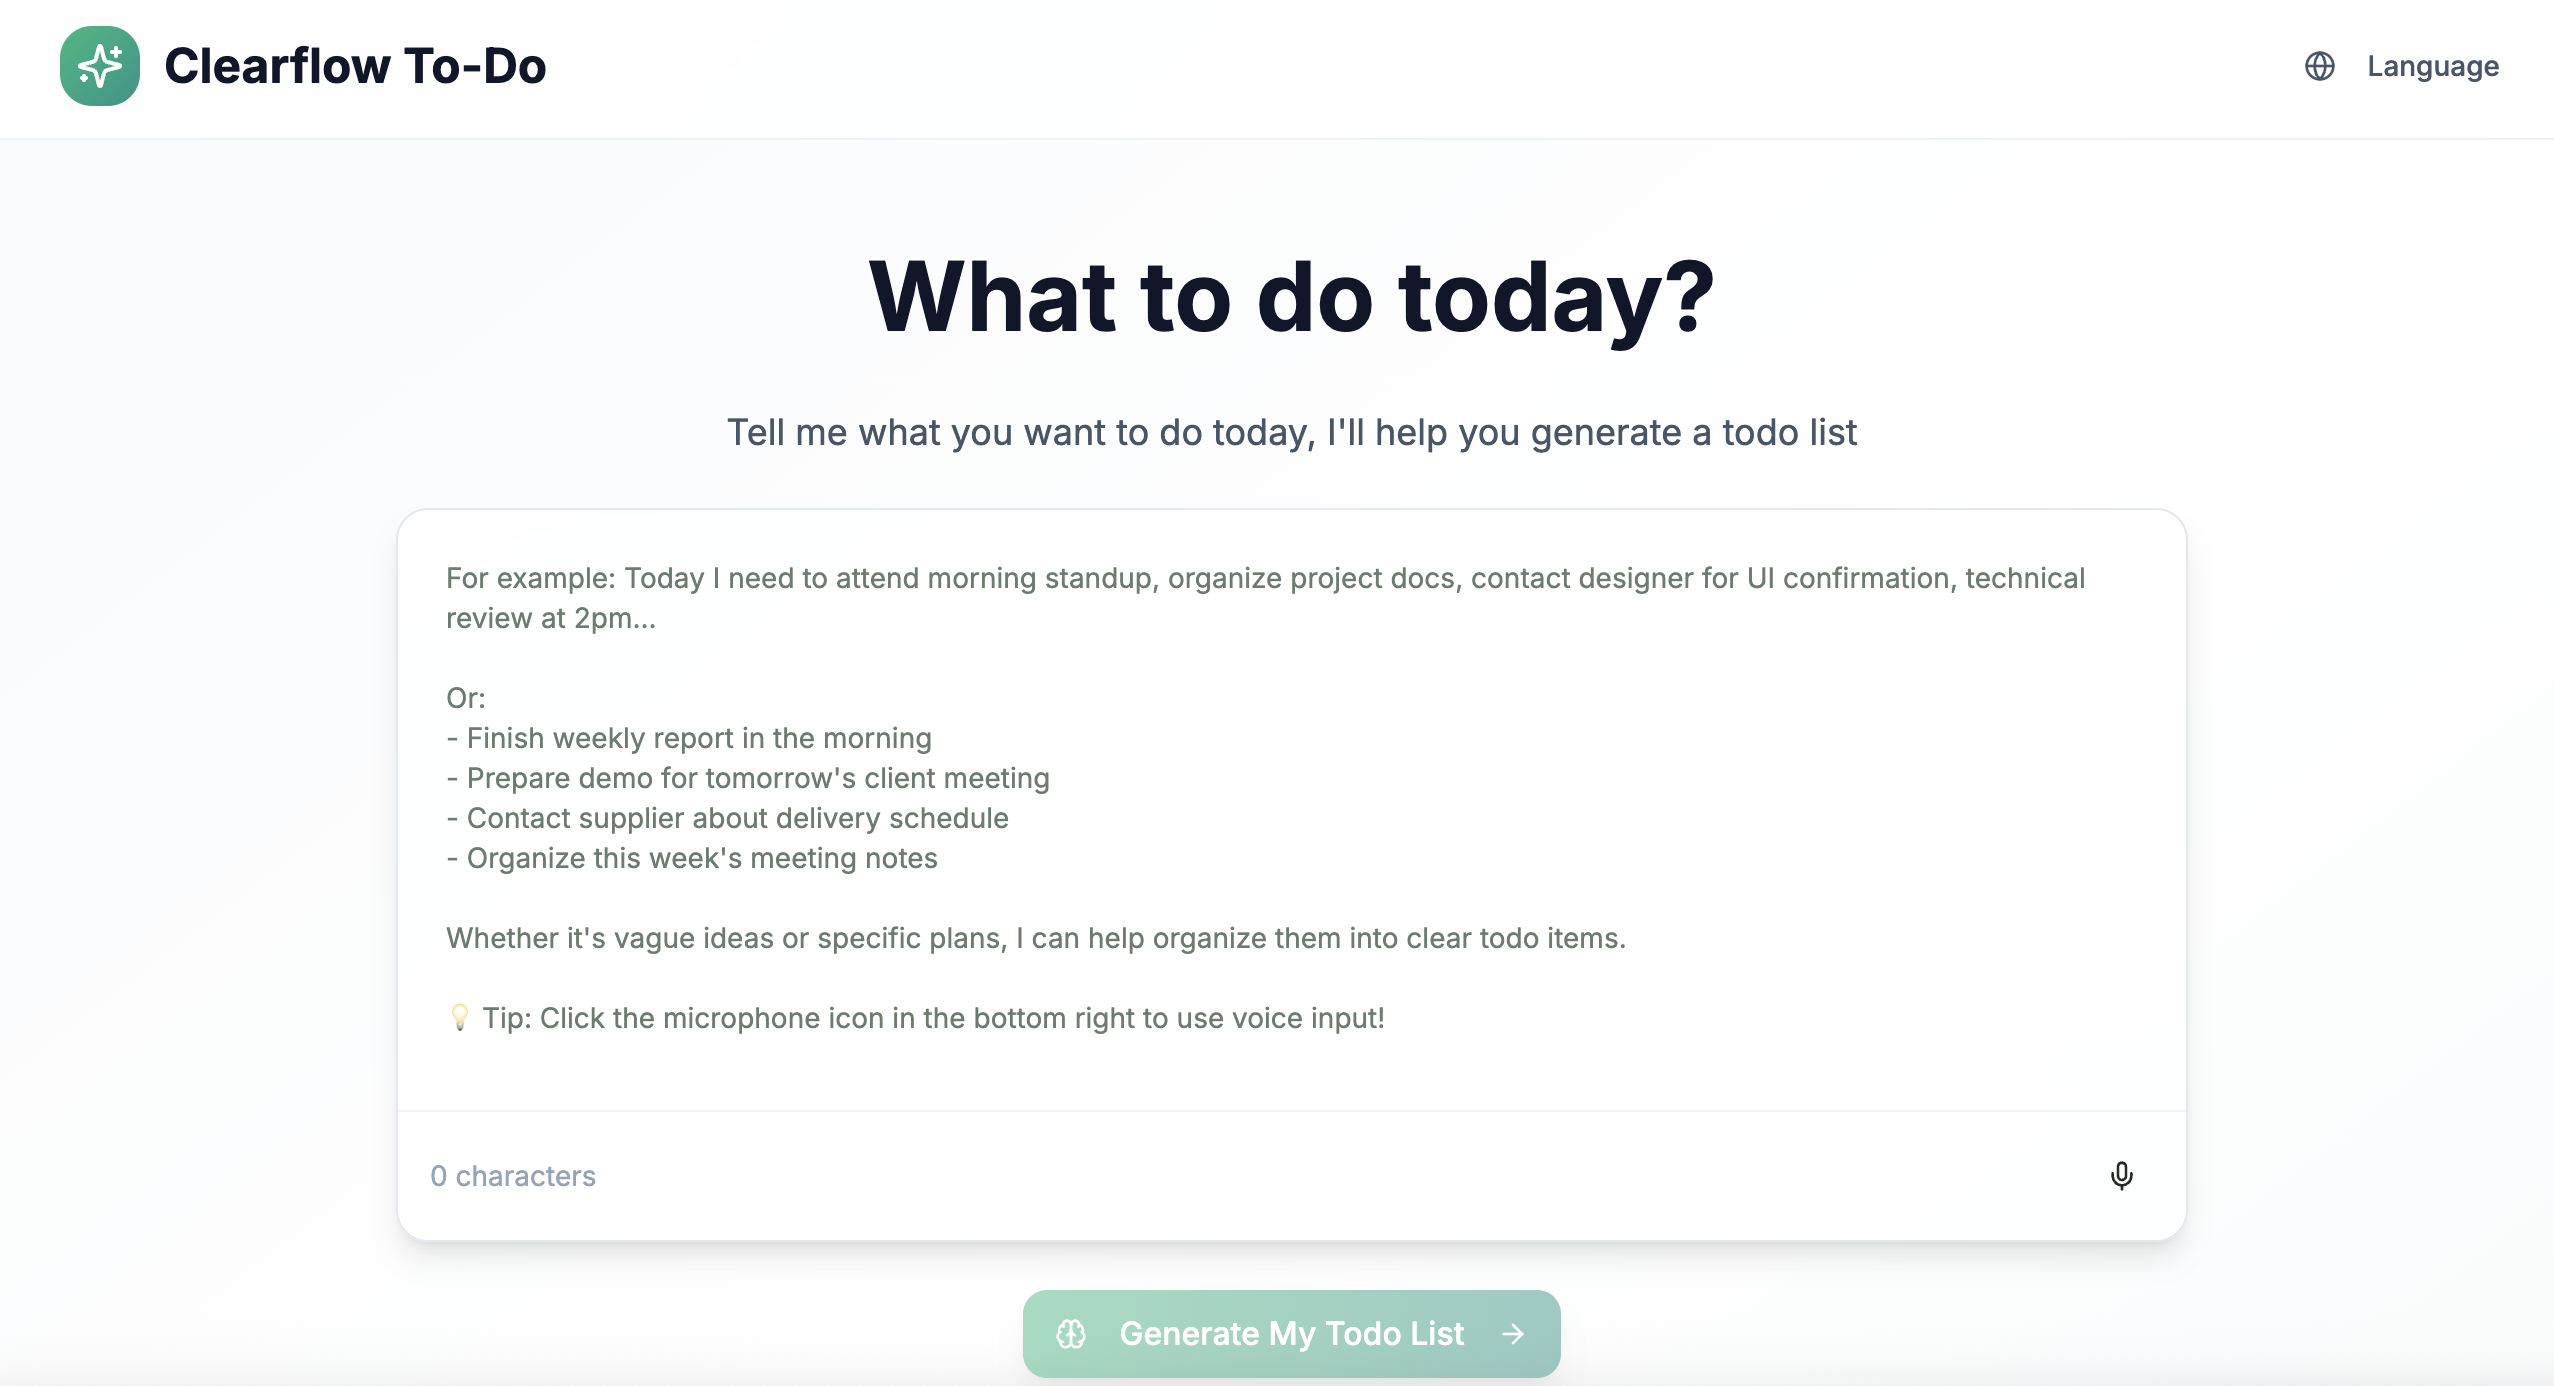 Clearflow To-Do
Language
What to do today?
Tell me what you want to do today, I'll help you generate a todo list
For example: Today I need to attend morning standup, organize project docs, contact designer for UI confirmation, technical
review at 2pm...
Or:
- Finish weekly report in the morning
- Prepare demo for tomorrow's client meeting
- Contact supplier about delivery schedule
- Organize this week's meeting notes
Whether it's vague ideas or specific plans, I can help organize them into clear todo items.
💡 Tip: Click the microphone icon in the bottom right to use voice input!
0 characters
Generate My Todo List